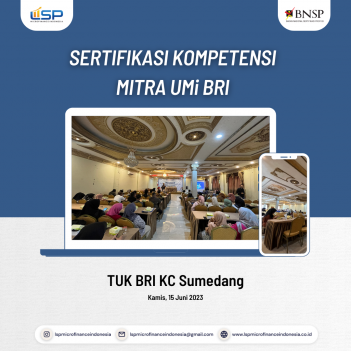 LSP
BNSP
SERTIFIKASI KOMPETENSI
MITRA UMi BRI
TUK BRI KC Sumedang
Kamis, 15 Juni 2023
lspmicrofinanceindonesia
lspmicrofinanceindonesia@gmail.com
www.lspmicrofinanceindonesia.co.id